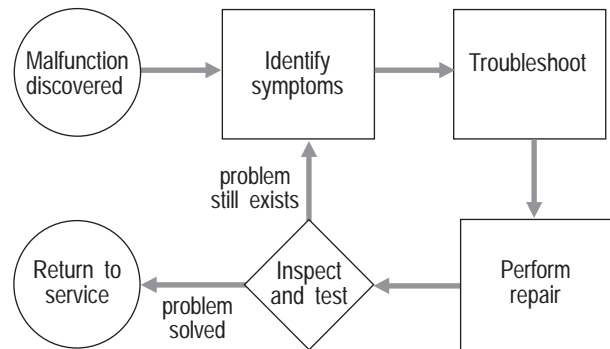 Malfunction
discovered
Identify
symptoms
Troubleshoot
problem
still exists
Return to
service
problem
solved
Inspect
and test
Perform
repair